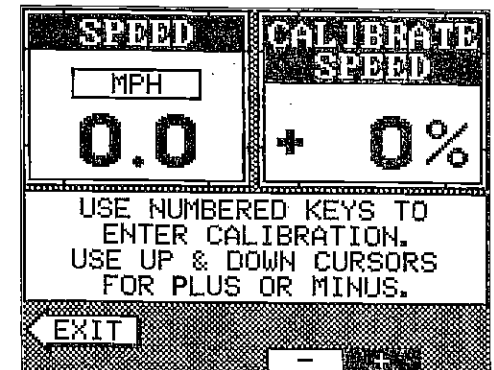 SPEED
MPH
0.0
CALIBRATE
SPEED
+ 0%
USE NUMBERED KEYS TO
ENTER CALIBRATION.
USE UP & DOWN CURSORS
FOR PLUS OR MINUS.
EXIT
- +